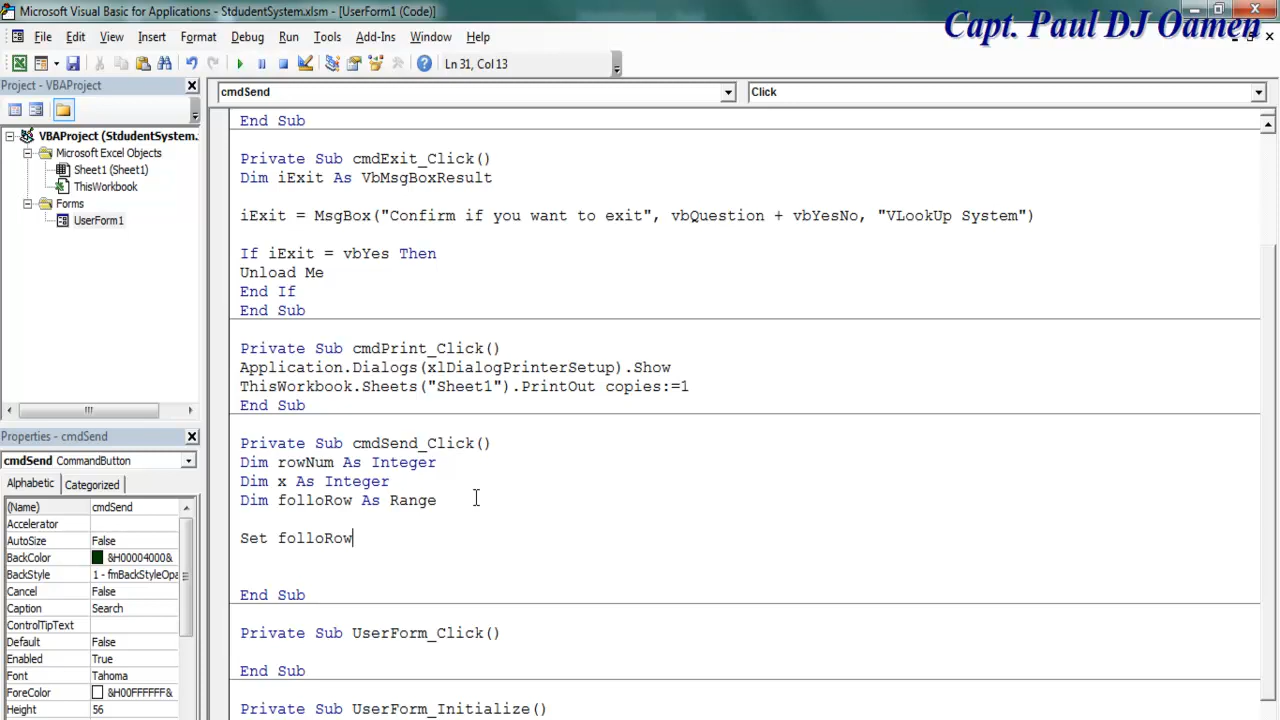 Microsoft Visual Basic for Applications - StdudentSystem.xlsm - [UserForm1 (Code)]
Capt. Paul DJ Oamen
File Edit View Insert Format Debug Run Tools Add-Ins Window Help
Ln 31, Col 13
Project - VBAProject
cmdSend
Click
VBAProject (StdudentSystem.
Microsoft Excel Objects
Sheet1 (Sheet1)
ThisWorkbook
Forms
UserForm1
Properties - cmdSend
cmdSend CommandButton
Alphabetic Categorized
(Name) cmdSend
Accelerator
AutoSize False
BackColor &H00004000&
BackStyle 1 - fmBackStyleOpa
Cancel False
Caption Search
ControlTipText
Default False
Enabled True
Font Tahoma
ForeColor &H00FFFFFF&
Height 56
End Sub
Private Sub cmdExit_Click()
Dim iExit As VbMsgBoxResult
iExit = MsgBox("Confirm if you want to exit", vbQuestion + vbYesNo, "VLookUp System")
If iExit = vbYes Then
Unload Me
End If
End Sub
Private Sub cmdPrint_Click()
Application.Dialogs(xlDialogPrinterSetup).Show
ThisWorkbook.Sheets("Sheet1").PrintOut copies:=1
End Sub
Private Sub cmdSend_Click()
Dim rowNum As Integer
Dim x As Integer
Dim folloRow As Range
Set folloRow
End Sub
Private Sub UserForm_Click()
End Sub
Private Sub UserForm_Initialize()